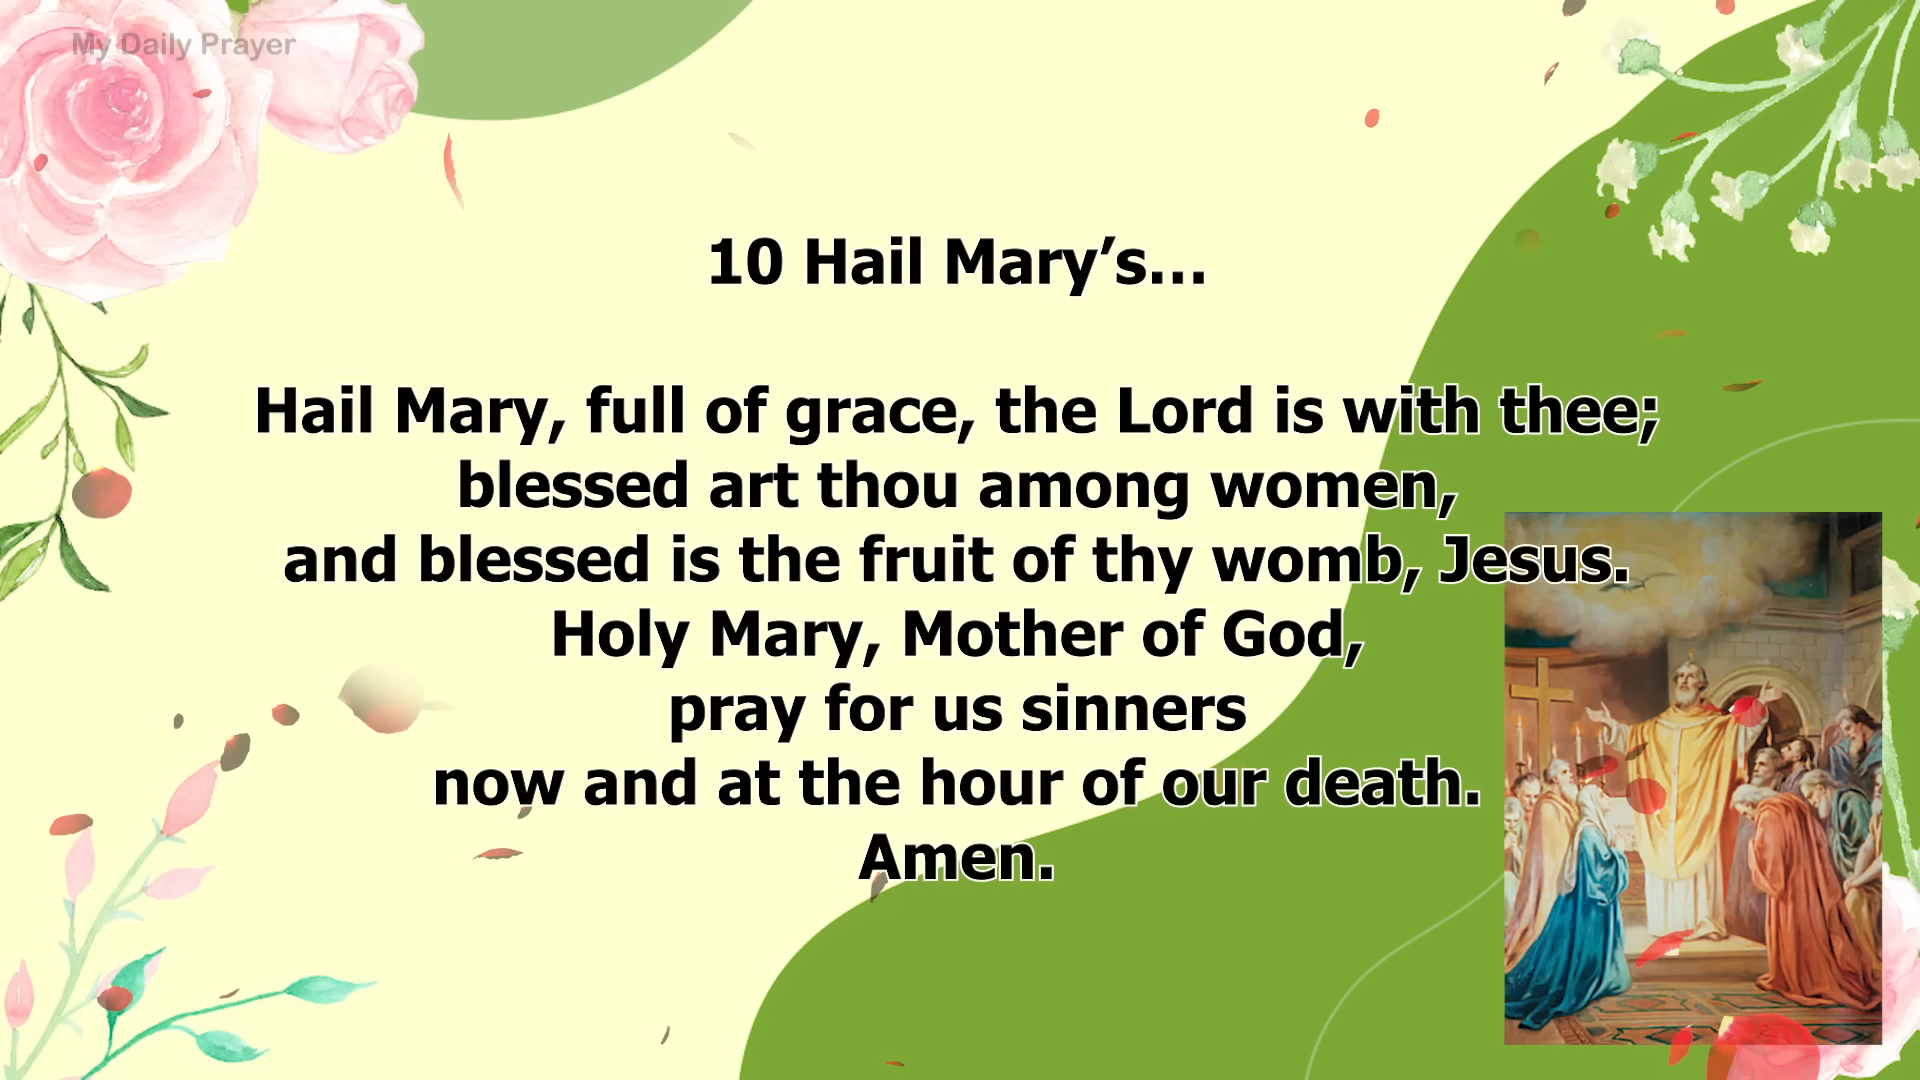 My Daily Prayer
10 Hail Mary’s…
Hail Mary, full of grace, the Lord is with thee;
blessed art thou among women,
and blessed is the fruit of thy womb, Jesus.
Holy Mary, Mother of God,
pray for us sinners
now and at the hour of our death.
Amen.